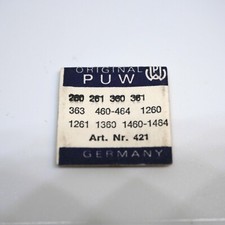 ORIGINAL
PUW
260 261 360 361
363 460-464 1260
1261 1360 1460-1464
Art. Nr. 421
GERMANY